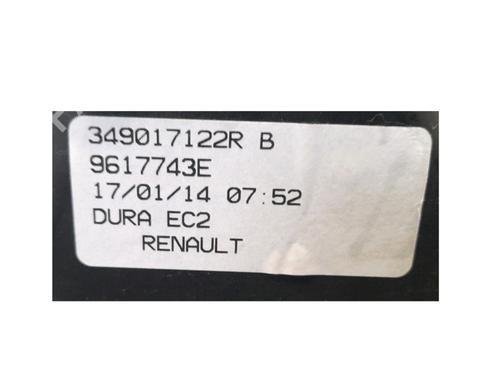 349017122R B
9617743E
17/01/14 07:52
DURA EC2
RENAULT